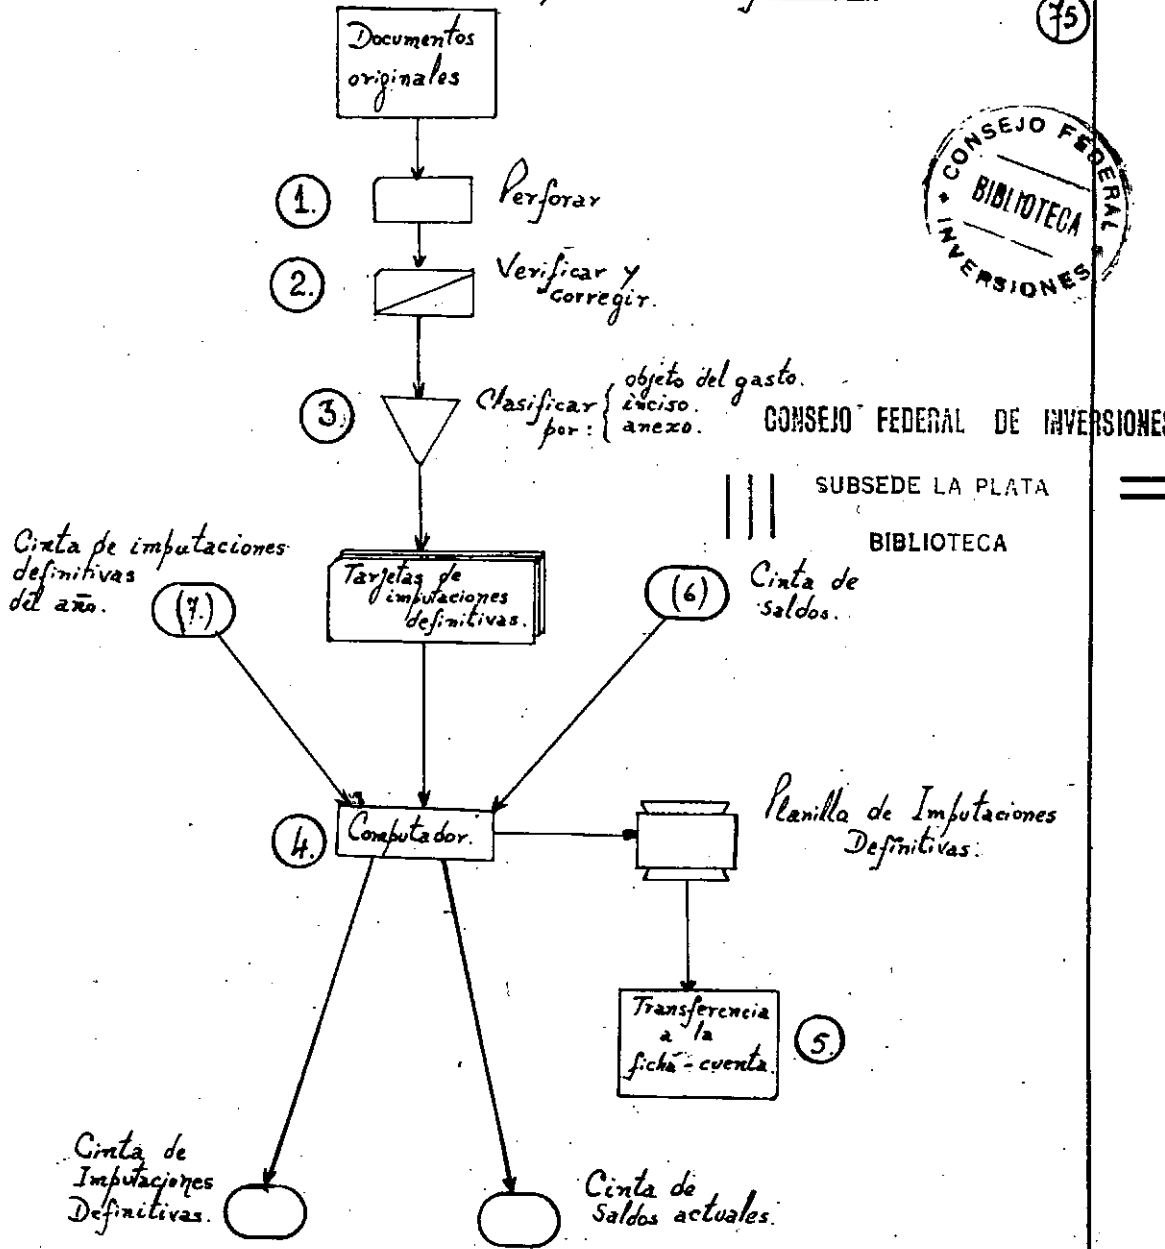 75
Documentos
originales
1.
Perforar
2.
Verificar y
corregir.
CONSEJO FEDERAL
BIBLIOTECA
INVERSIONES
3.
Clasificar
por:
objeto del gasto.
inciso.
anexo.
CONSEJO FEDERAL DE INVERSIONES
SUBSEDE LA PLATA
BIBLIOTECA
Cinta de imputaciones
definitivas
del año.
(7.)
Tarjetas de
imputaciones
definitivas.
(6)
Cinta de
saldos.
4.
Computador.
Planilla de Imputaciones
Definitivas.
Transferencia
a la
ficha-cuenta.
5.
Cinta de
Imputaciones
Definitivas.
Cinta de
Saldos actuales.